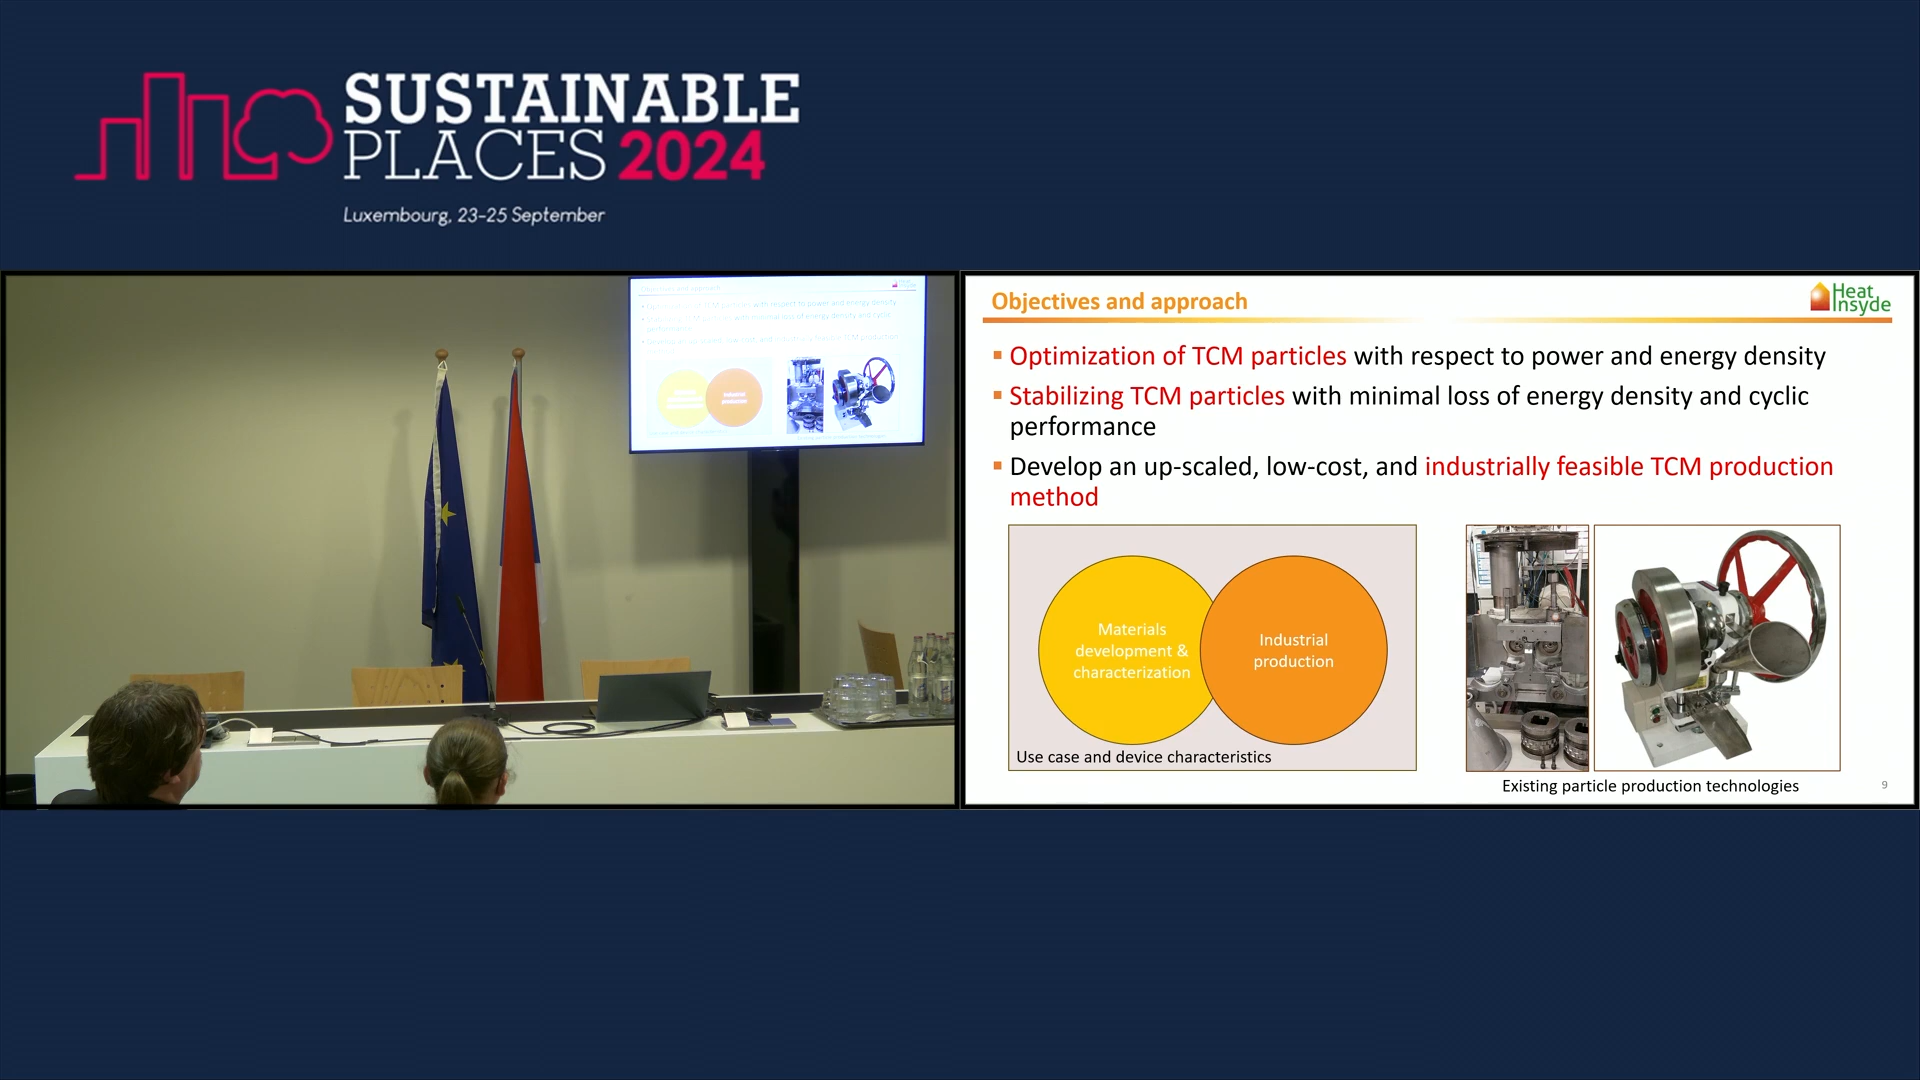 SUSTAINABLE
PLACES 2024
Luxembourg, 23-25 September
Objectives and approach
Heat
Insyde
▪ Optimization of TCM particles with respect to power and energy density
▪ Stabilizing TCM particles with minimal loss of energy density and cyclic
performance
▪ Develop an up-scaled, low-cost, and industrially feasible TCM production
method
Materials
development &
characterization
Industrial
production
Use case and device characteristics
Existing particle production technologies
9